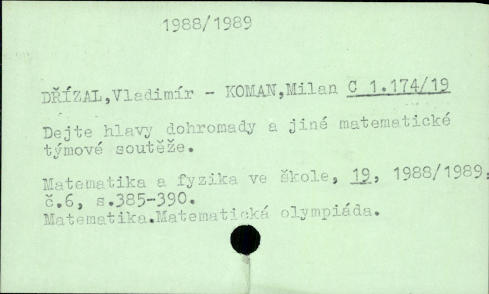 1988/1989
DŘÍZAL,Vladimír - KOMAN,Milan C 1.174/19
Dejte hlavy dohromady a jiné matematické
týmové soutěže.
Matematika a fyzika ve škole, 19, 1988/1989,
č.6, s.385-390.
Matematika.Matematická olympiáda.